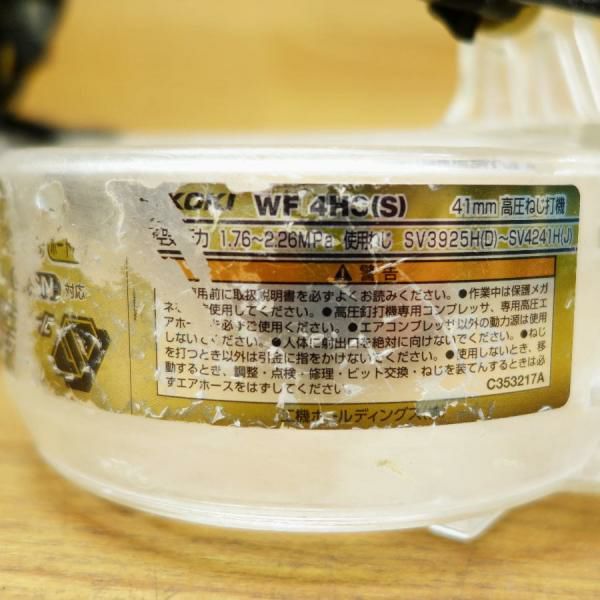 KOKI WF 4HS(S) 41mm 高圧ねじ打機
力 1.76~2.26MPa 使用ねじ SV3925H(D)~SV4241H(J)
警告
用前に取扱説明書を必ずよくお読みください。●作業中は保護メガ
ネ 使用してください。●高圧釘打機専用コンプレッサ、専用高圧エ
アホー を必ずご使用ください。●エアコンプレッサ以外の動力源は使用
しないでくだ い。●人体に射出口を絶対に向けないでください。●ねじ
を打つとき以外は引金に指をかけないでください。●使用しないとき、移
動するとき、調整・点検・修理・ビット交換・ねじを装てんするときは必
ずエアホースをはずしてください。
C353217A
工機ホールディングス株
対応